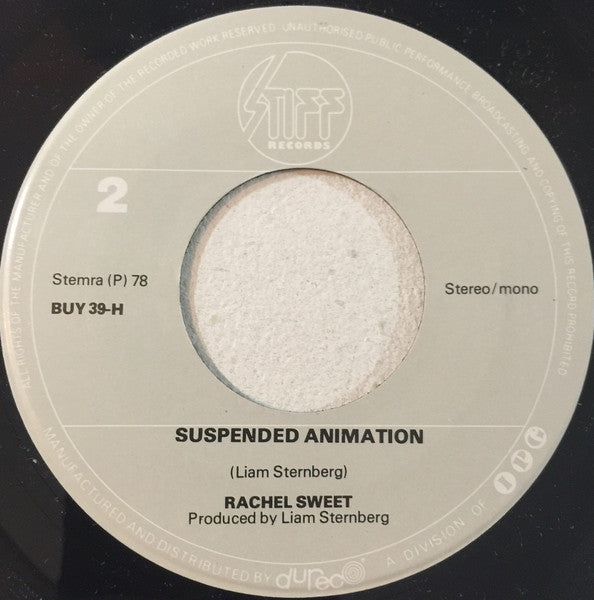 ALL RIGHTS OF THE MANUFACTURER AND OF THE OWNER OF THE RECORDED WORK RESERVED · UNAUTHORISED PUBLIC PERFORMANCE BROADCASTING AND COPYING OF THIS RECORD PROHIBITED
STIFF
RECORDS
2
Stemra (P) 78
BUY 39-H
Stereo/mono
SUSPENDED ANIMATION
(Liam Sternberg)
RACHEL SWEET
Produced by Liam Sternberg
MANUFACTURED AND DISTRIBUTED BY dureco A DIVISION OF